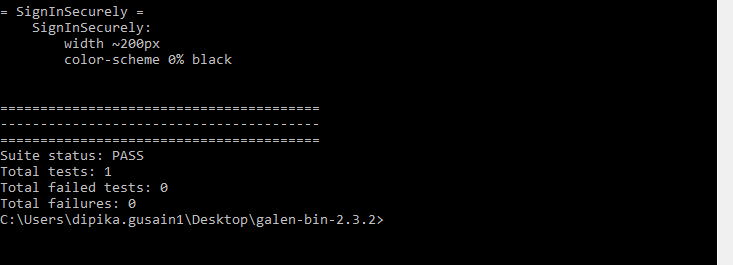 = SignInSecurely =
SignInSecurely:
width ~200px
color-scheme 0% black
========================================
----------------------------------------
========================================
Suite status: PASS
Total tests: 1
Total failed tests: 0
Total failures: 0
C:\Users\dipika.gusain1\Desktop\galen-bin-2.3.2>